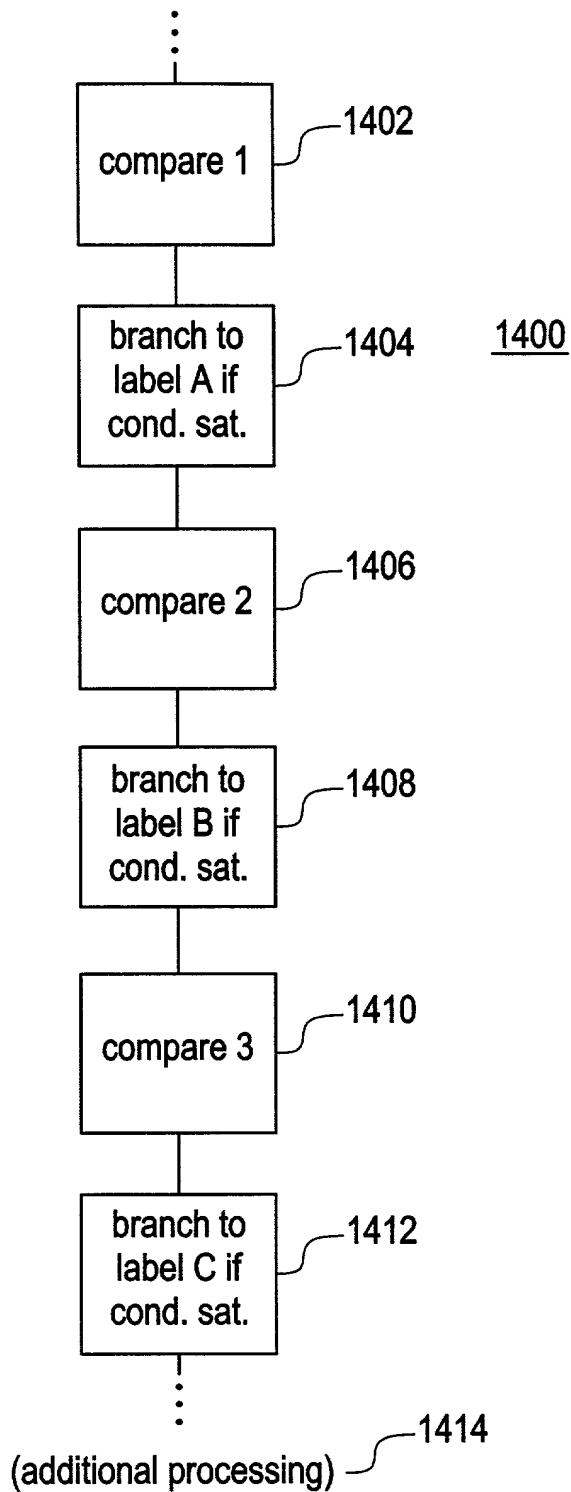 compare 1
1402
branch to
label A if
cond. sat.
1404
1400
compare 2
1406
branch to
label B if
cond. sat.
1408
compare 3
1410
branch to
label C if
cond. sat.
1412
(additional processing)
1414